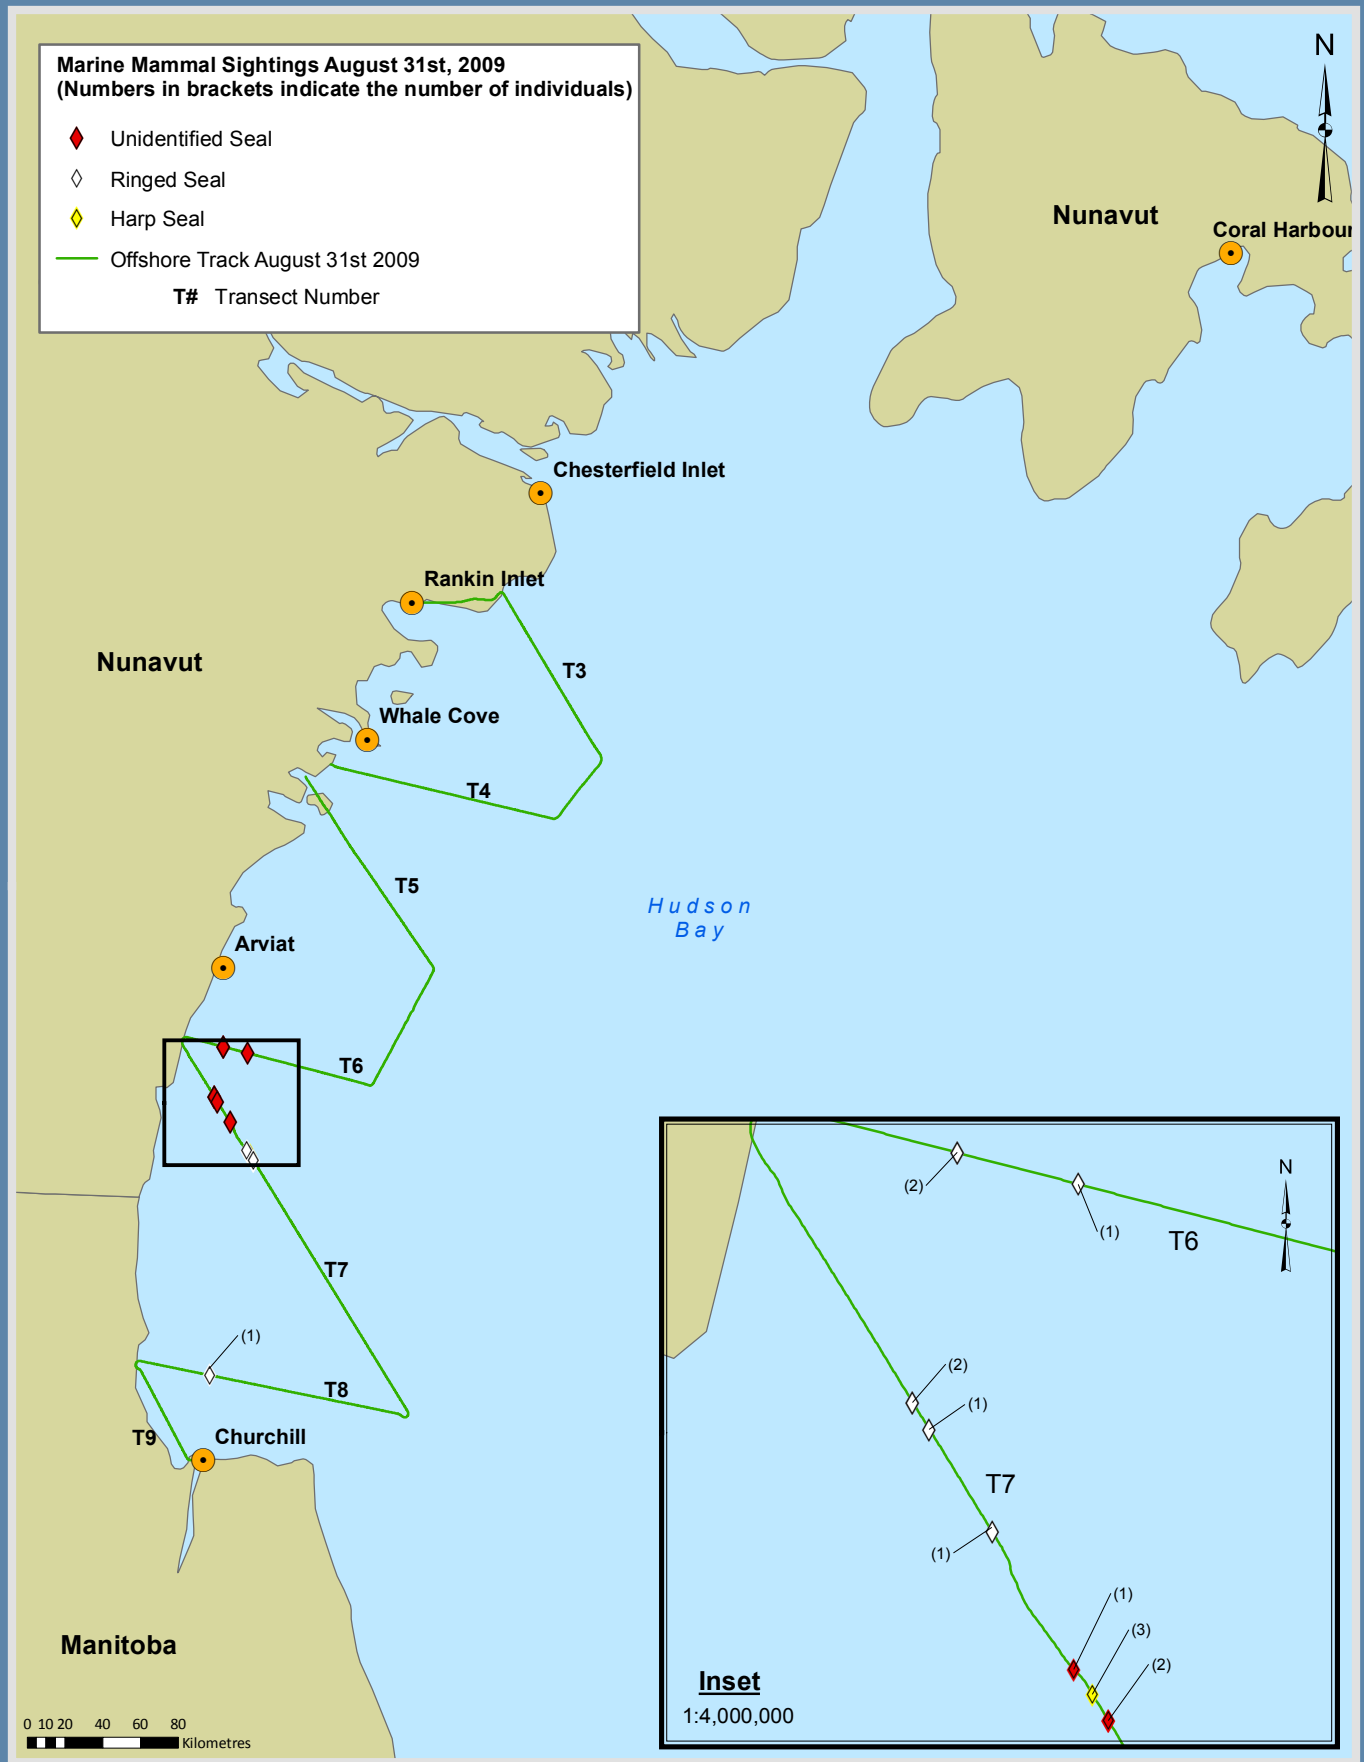 Marine Mammal Sightings August 31st, 2009
(Numbers in brackets indicate the number of individuals)
Unidentified Seal
Ringed Seal
Harp Seal
Offshore Track August 31st 2009
T# Transect Number
N
Nunavut
Coral Harbour
Chesterfield Inlet
Rankin Inlet
Nunavut
T3
Whale Cove
T4
T5
Hudson
Bay
Arviat
T6
T7
(1)
T8
T9
Churchill
Manitoba
0 10 20 40 60 80
Kilometres
N
(2)
(1)
T6
(2)
(1)
T7
(1)
(1)
(3)
(2)
Inset
1:4,000,000